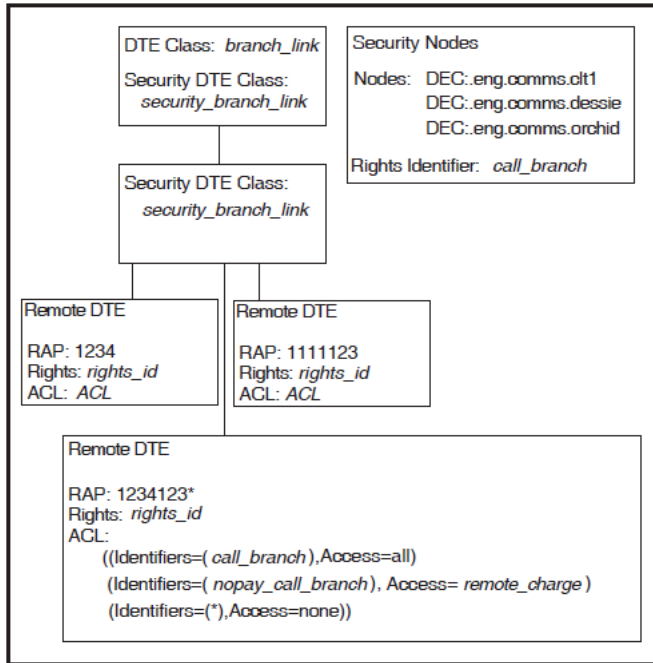 DTE Class: branch_link
Security DTE Class:
security_branch_link
Security Nodes
Nodes: DEC:.eng.comms.clt1
DEC:.eng.comms.dessie
DEC:.eng.comms.orchid
Rights Identifier: call_branch
Security DTE Class:
security_branch_link
Remote DTE
RAP: 1234
Rights: rights_id
ACL: ACL
Remote DTE
RAP: 1111123
Rights: rights_id
ACL: ACL
Remote DTE
RAP: 1234123*
Rights: rights_id
ACL:
((Identifiers=( call_branch),Access=all)
(Identifiers=( nopay_call_branch), Access= remote_charge)
(Identifiers=(*),Access=none))